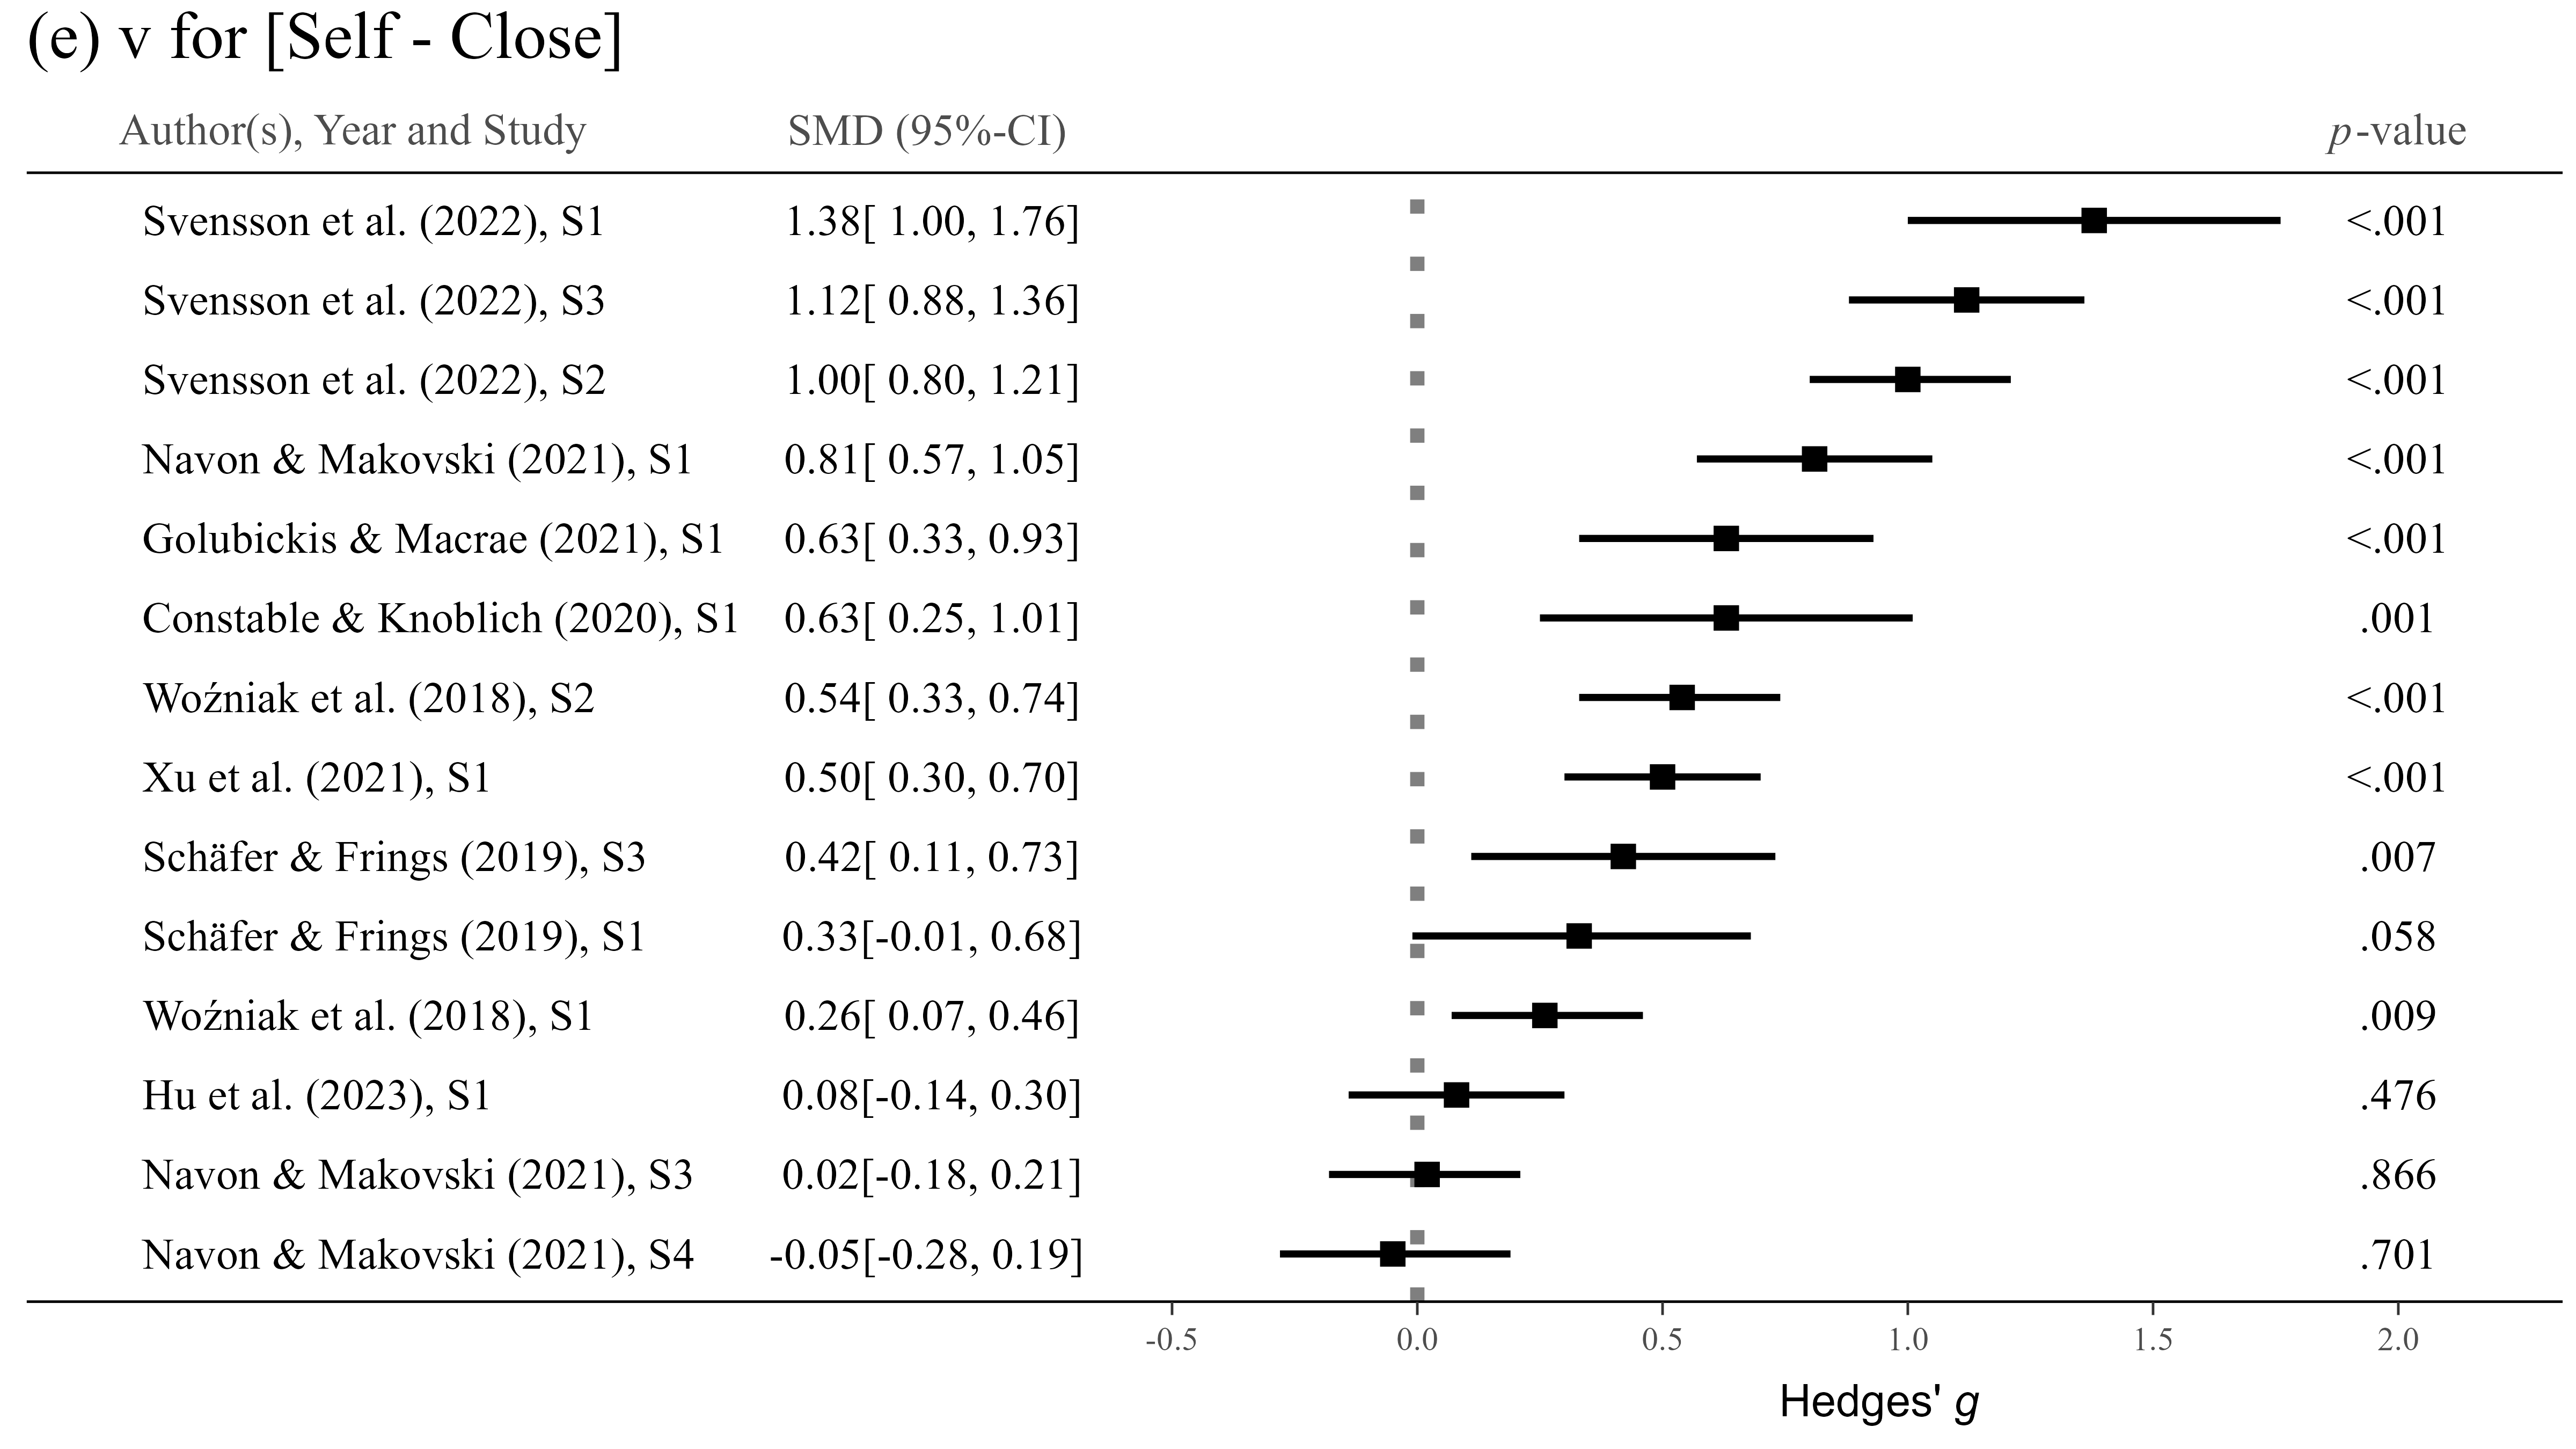 (e) v for [Self - Close]
Author(s), Year and Study SMD (95%-CI) p-value
Svensson et al. (2022), S1 1.38[ 1.00, 1.76] <.001
Svensson et al. (2022), S3 1.12[ 0.88, 1.36] <.001
Svensson et al. (2022), S2 1.00[ 0.80, 1.21] <.001
Navon & Makovski (2021), S1 0.81[ 0.57, 1.05] <.001
Golubickis & Macrae (2021), S1 0.63[ 0.33, 0.93] <.001
Constable & Knoblich (2020), S1 0.63[ 0.25, 1.01] .001
Woźniak et al. (2018), S2 0.54[ 0.33, 0.74] <.001
Xu et al. (2021), S1 0.50[ 0.30, 0.70] <.001
Schäfer & Frings (2019), S3 0.42[ 0.11, 0.73] .007
Schäfer & Frings (2019), S1 0.33[-0.01, 0.68] .058
Woźniak et al. (2018), S1 0.26[ 0.07, 0.46] .009
Hu et al. (2023), S1 0.08[-0.14, 0.30] .476
Navon & Makovski (2021), S3 0.02[-0.18, 0.21] .866
Navon & Makovski (2021), S4 -0.05[-0.28, 0.19] .701
-0.5 0.0 0.5 1.0 1.5 2.0
Hedges' g